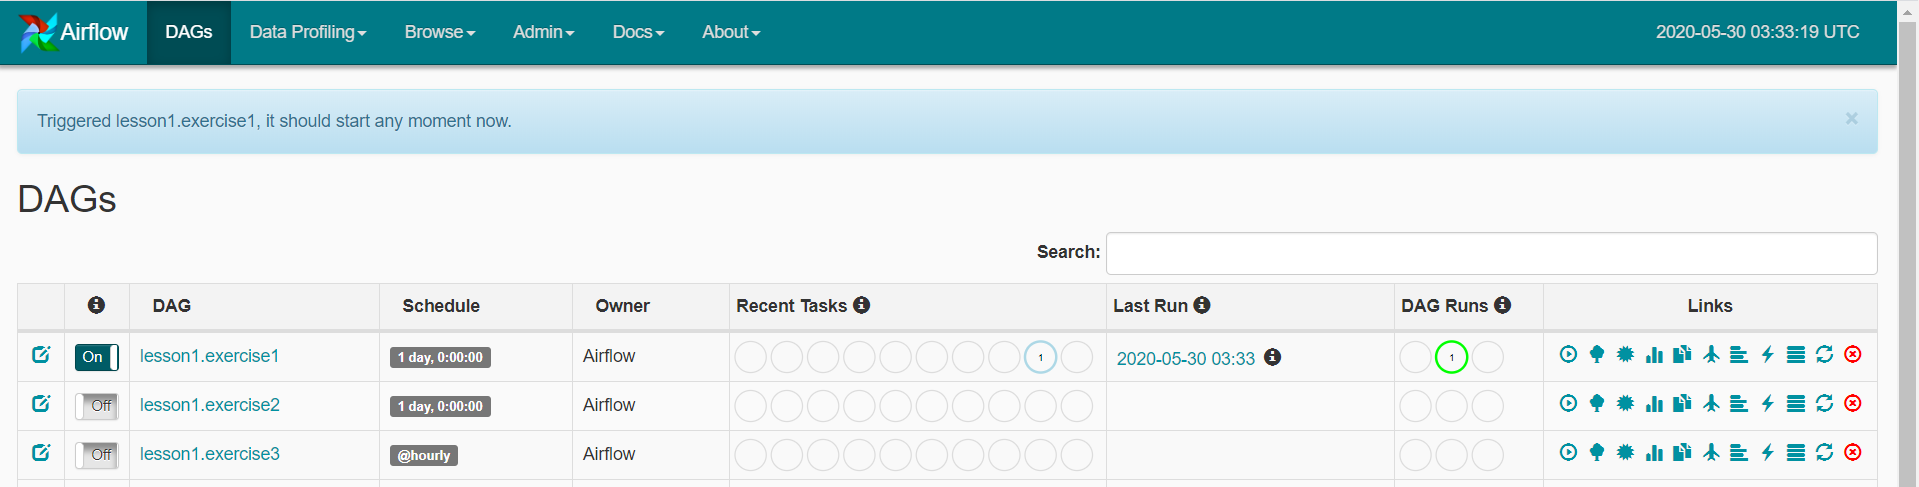 Airflow DAGs Data Profiling Browse Admin Docs About 2020-05-30 03:33:19 UTC
Triggered lesson1.exercise1, it should start any moment now. ×
DAGs
Search:
DAG Schedule Owner Recent Tasks Last Run DAG Runs Links
On lesson1.exercise1 1 day, 0:00:00 Airflow 1 2020-05-30 03:33 1
Off lesson1.exercise2 1 day, 0:00:00 Airflow
Off lesson1.exercise3 @hourly Airflow